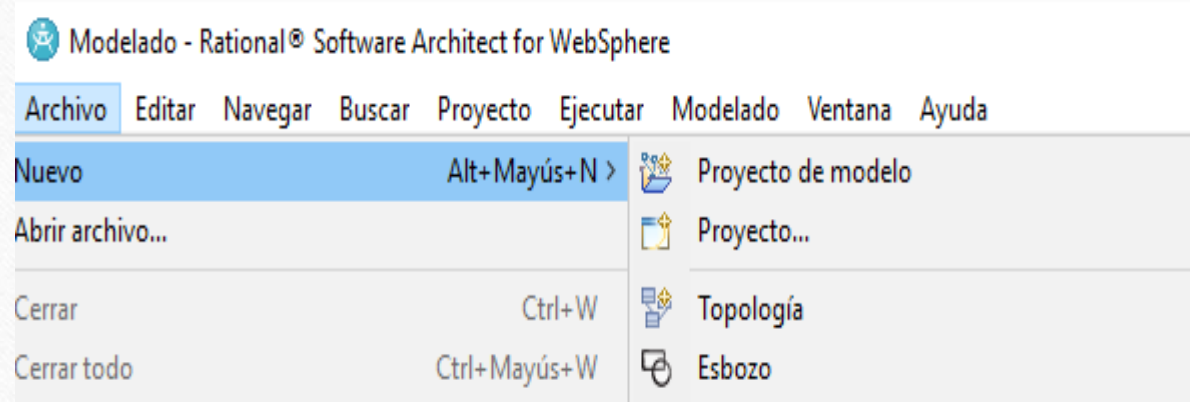 Modelado - Rational® Software Architect for WebSphere
Archivo Editar Navegar Buscar Proyecto Ejecutar Modelado Ventana Ayuda
Nuevo Alt+Mayús+N >
Abrir archivo...
Cerrar Ctrl+W
Cerrar todo Ctrl+Mayús+W
Proyecto de modelo
Proyecto...
Topología
Esbozo